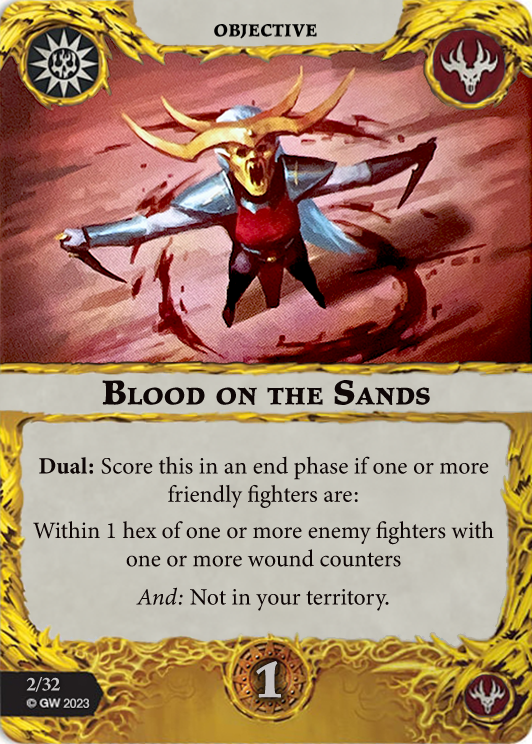 OBJECTIVE
BLOOD ON THE SANDS
Dual: Score this in an end phase if one or more
friendly fighters are:
Within 1 hex of one or more enemy fighters with
one or more wound counters
And: Not in your territory.
1
2/32
© GW 2023